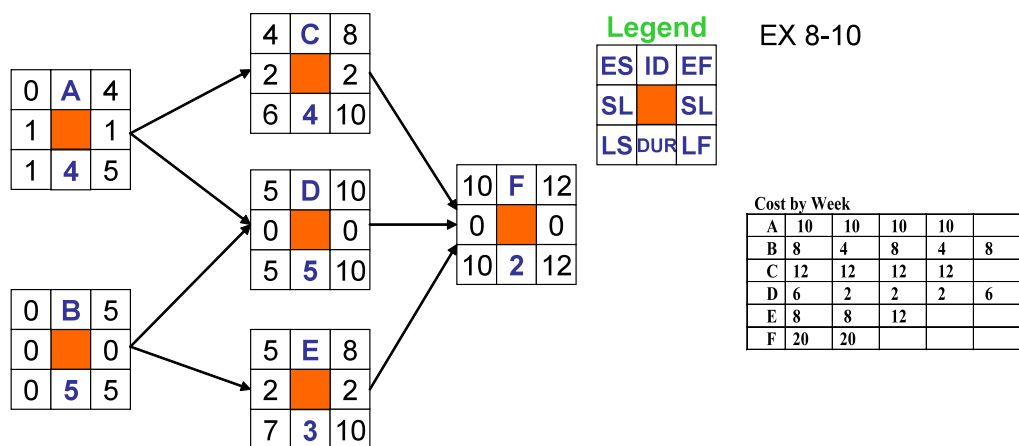 Legend
EX 8-10
ES ID EF
SL SL
LS DUR LF
0 A 4
1 1
1 4 5
4 C 8
2 2
6 4 10
5 D 10
0 0
5 5 10
10 F 12
0 0
10 2 12
0 B 5
0 0
0 5 5
5 E 8
2 2
7 3 10
Cost by Week
A 10 10 10 10
B 8 4 8 4 8
C 12 12 12 12
D 6 2 2 2 6
E 8 8 12
F 20 20